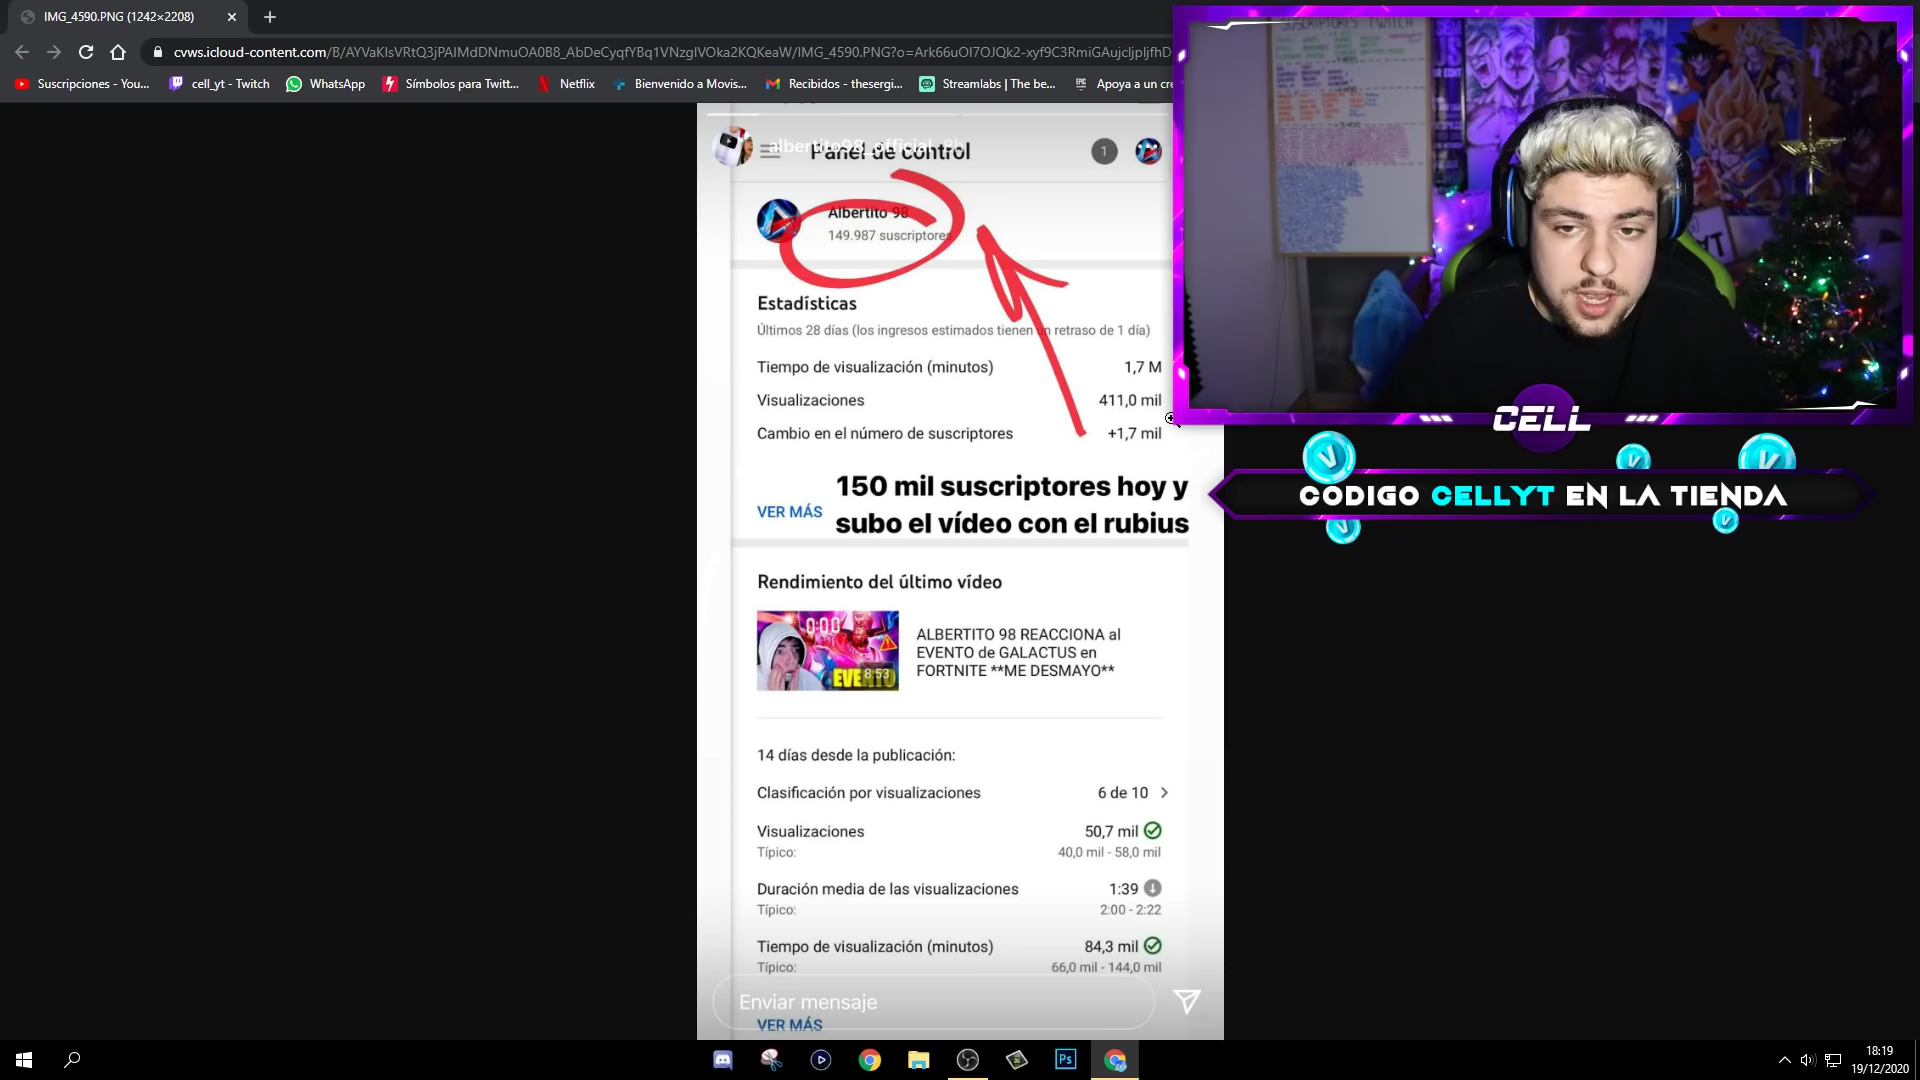 IMG_4590.PNG (1242×2208)
cvws.icloud-content.com
Suscripciones - You...
cell_yt - Twitch
WhatsApp
Símbolos para Twitt...
Netflix
Bienvenido a Movis...
Recibidos - thesergi...
Streamlabs | The be...
Apoya a un cre
albertito98_official 8h
Panel de control
1
Albertito 98
149.987 suscriptores
Estadísticas
Últimos 28 días (los ingresos estimados tienen un retraso de 1 día)
Tiempo de visualización (minutos) 1,7 M
Visualizaciones 411,0 mil
Cambio en el número de suscriptores +1,7 mil
150 mil suscriptores hoy y
VER MÁS
subo el vídeo con el rubius
Rendimiento del último vídeo
0:00
EVENTO
8:53
ALBERTITO 98 REACCIONA al
EVENTO de GALACTUS en
FORTNITE **ME DESMAYO**
14 días desde la publicación:
Clasificación por visualizaciones 6 de 10
Visualizaciones 50,7 mil
Típico: 40,0 mil - 58,0 mil
Duración media de las visualizaciones 1:39
Típico: 2:00 - 2:22
Tiempo de visualización (minutos) 84,3 mil
Típico: 66,0 mil - 144,0 mil
Enviar mensaje
VER MÁS
CELL
CODIGO CELLYT EN LA TIENDA
Ps
18:19
19/12/2020